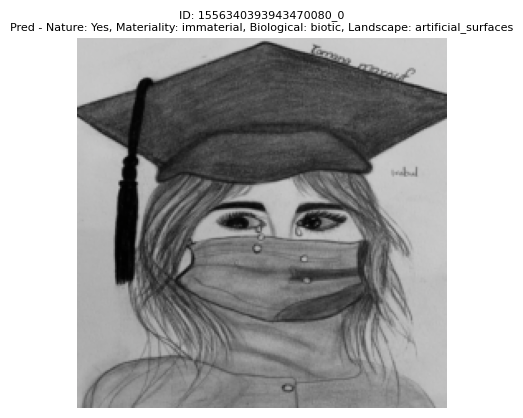 ID: 1556340393943470080_0
Pred - Nature: Yes, Materiality: immaterial, Biological: biotic, Landscape: artificial_surfaces